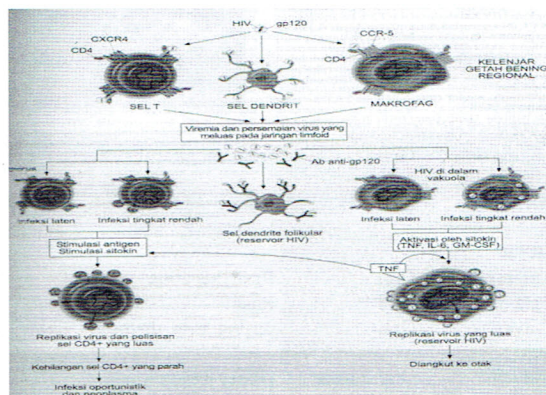 HIV gp120
CXCR4
CD4
CCR-5
CD4
KELENJAR
GETAH BENING
REGIONAL
SEL T
SEL DENDRIT
MAKROFAG
Viremia dan persemaian virus yang
meluas pada jaringan limfoid
Ab anti-gp120
HIV di dalam
vakuola
Infeksi laten
Infeksi tingkat rendah
Sel dendrite folikular
(reservoir HIV)
Infeksi laten
Infeksi tingkat rendah
Stimulasi antigen
Stimulasi sitokin
Aktivasi oleh sitokin
(TNF, IL-6, GM-CSF)
TNF
Replikasi virus dan pelisisan
sel CD4+ yang luas
Replikasi virus yang luas
(reservoir HIV)
Kehilangan sel CD4+ yang parah
Diangkut ke otak
Infeksi oportunistik
dan neoplasma